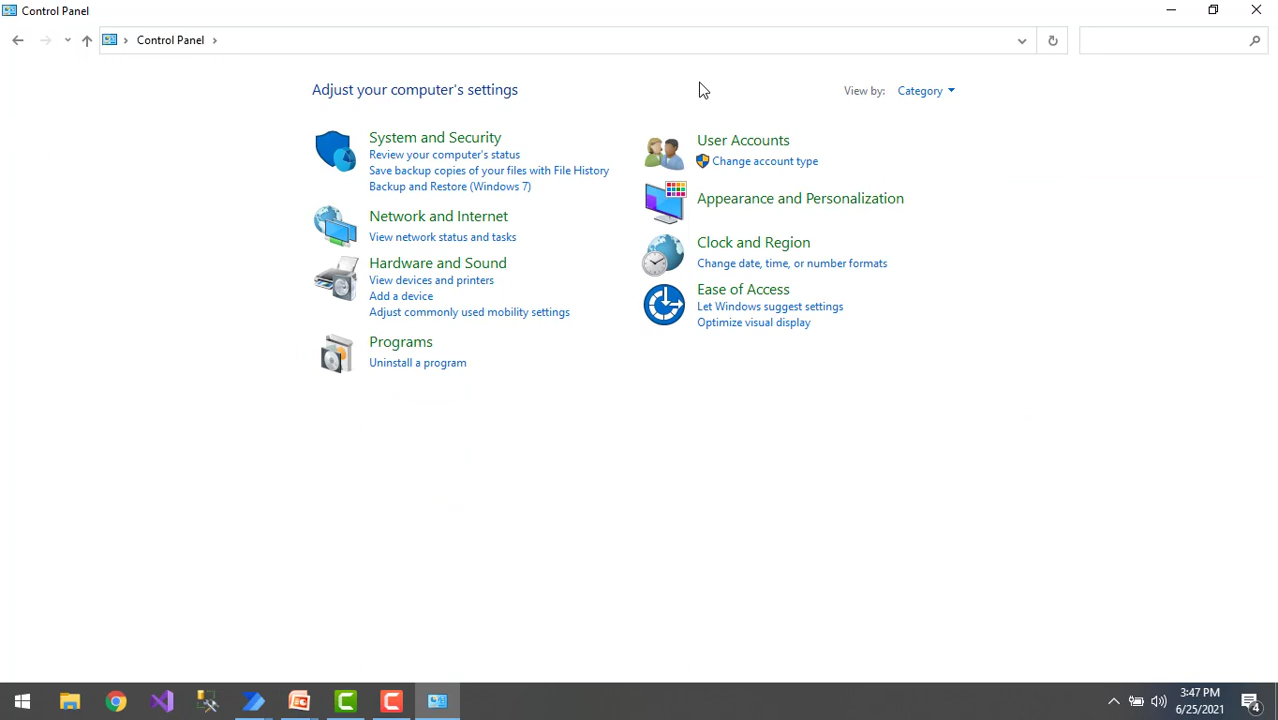 Control Panel
Control Panel
Adjust your computer's settings
View by: Category
System and Security
Review your computer's status
Save backup copies of your files with File History
Backup and Restore (Windows 7)
Network and Internet
View network status and tasks
Hardware and Sound
View devices and printers
Add a device
Adjust commonly used mobility settings
Programs
Uninstall a program
User Accounts
Change account type
Appearance and Personalization
Clock and Region
Change date, time, or number formats
Ease of Access
Let Windows suggest settings
Optimize visual display
3:47 PM
6/25/2021
4